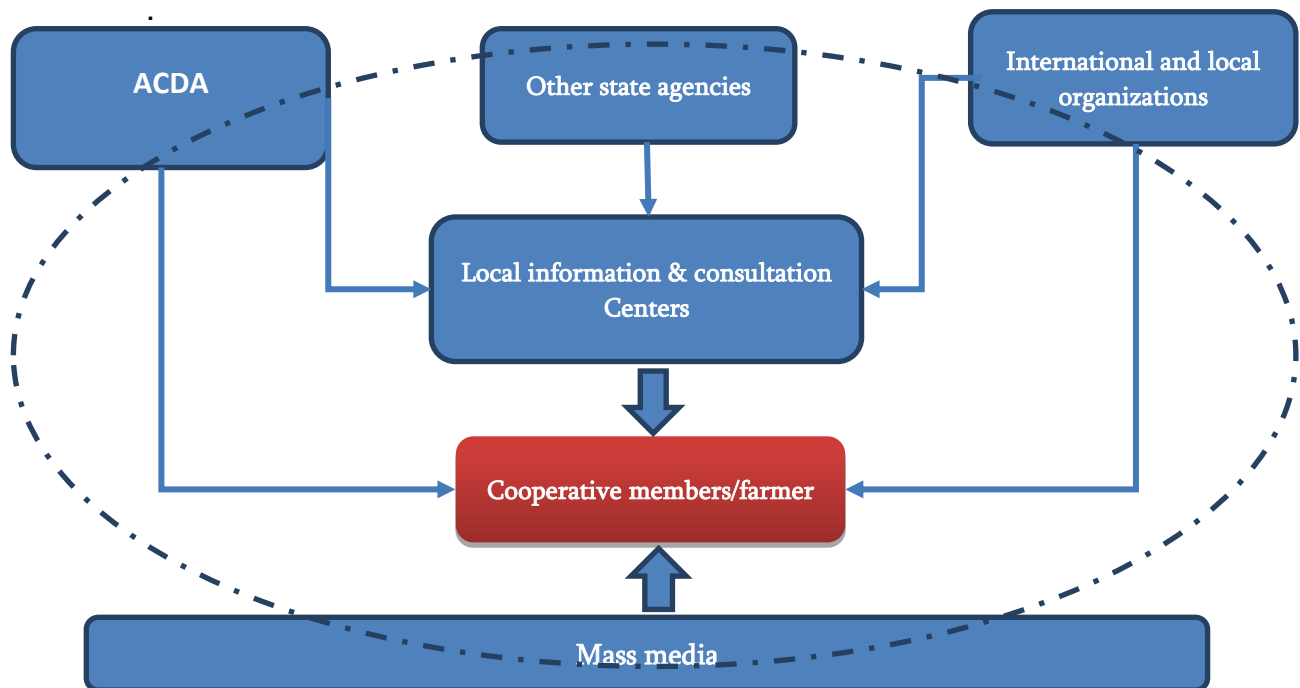 ACDA
Other state agencies
International and local
organizations
Local information & consultation
Centers
Cooperative members/farmer
Mass media